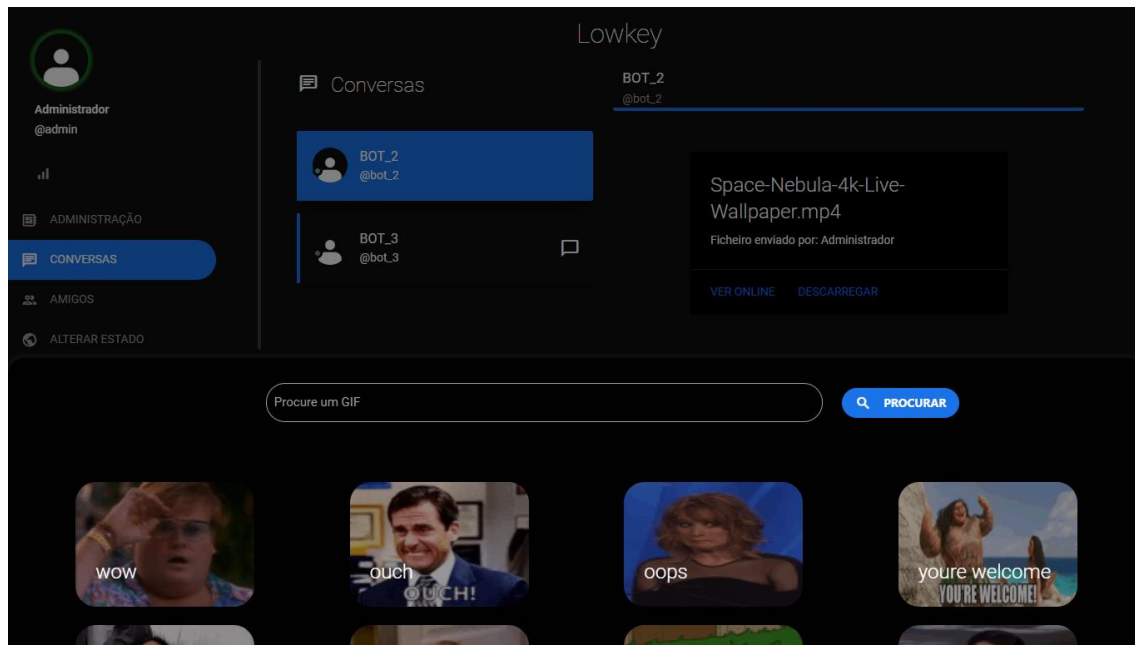 Lowkey
Administrador
@admin
ADMINISTRAÇÃO
CONVERSAS
AMIGOS
ALTERAR ESTADO
Conversas
BOT_2
@bot_2
BOT_3
@bot_3
BOT_2
@bot_2
Space-Nebula-4k-Live-
Wallpaper.mp4
Ficheiro enviado por: Administrador
VER ONLINE DESCARREGAR
Procure um GIF
PROCURAR
wow
ouch
OUCH!
oops
youre welcome
YOU'RE WELCOME!